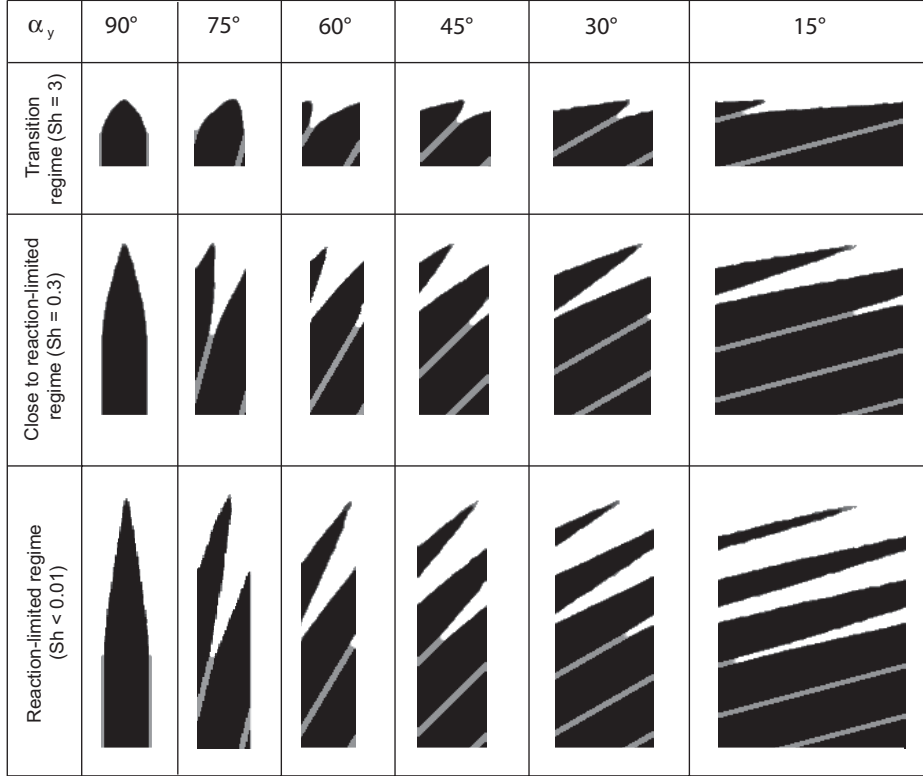 α y 90° 75° 60° 45° 30° 15°
Transition
regime (Sh = 3)
Close to reaction-limited
regime (Sh = 0.3)
Reaction-limited regime
(Sh < 0.01)